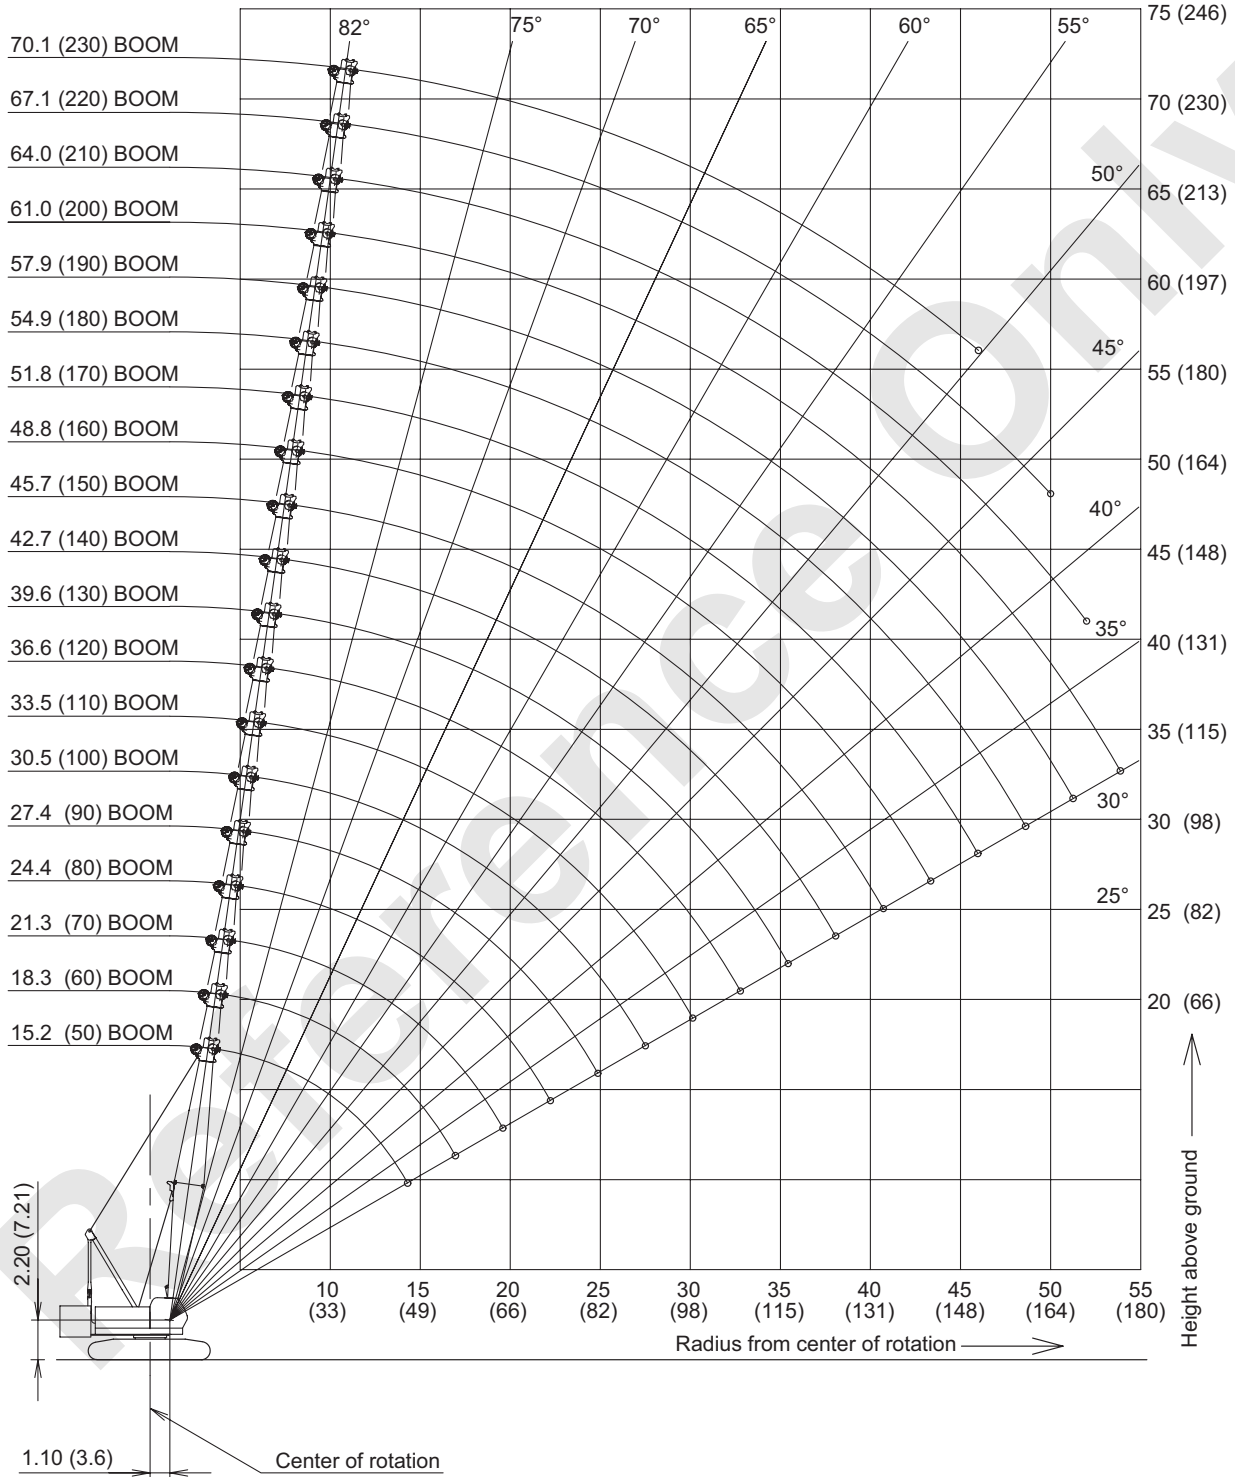 75 (246)
82° 75° 70° 65° 60° 55°
70.1 (230) BOOM
67.1 (220) BOOM
70 (230)
64.0 (210) BOOM
50°
65 (213)
61.0 (200) BOOM
57.9 (190) BOOM
60 (197)
54.9 (180) BOOM
45°
51.8 (170) BOOM
55 (180)
48.8 (160) BOOM
50 (164)
45.7 (150) BOOM
40°
42.7 (140) BOOM
45 (148)
39.6 (130) BOOM
35°
36.6 (120) BOOM
40 (131)
33.5 (110) BOOM
35 (115)
30.5 (100) BOOM
30°
27.4 (90) BOOM
30 (98)
24.4 (80) BOOM
25°
21.3 (70) BOOM
25 (82)
18.3 (60) BOOM
20 (66)
15.2 (50) BOOM
Height above ground
2.20 (7.21)
10 15 20 25 30 35 40 45 50 55
(33) (49) (66) (82) (98) (115) (131) (148) (164) (180)
Radius from center of rotation
1.10 (3.6)
Center of rotation
Reference Only